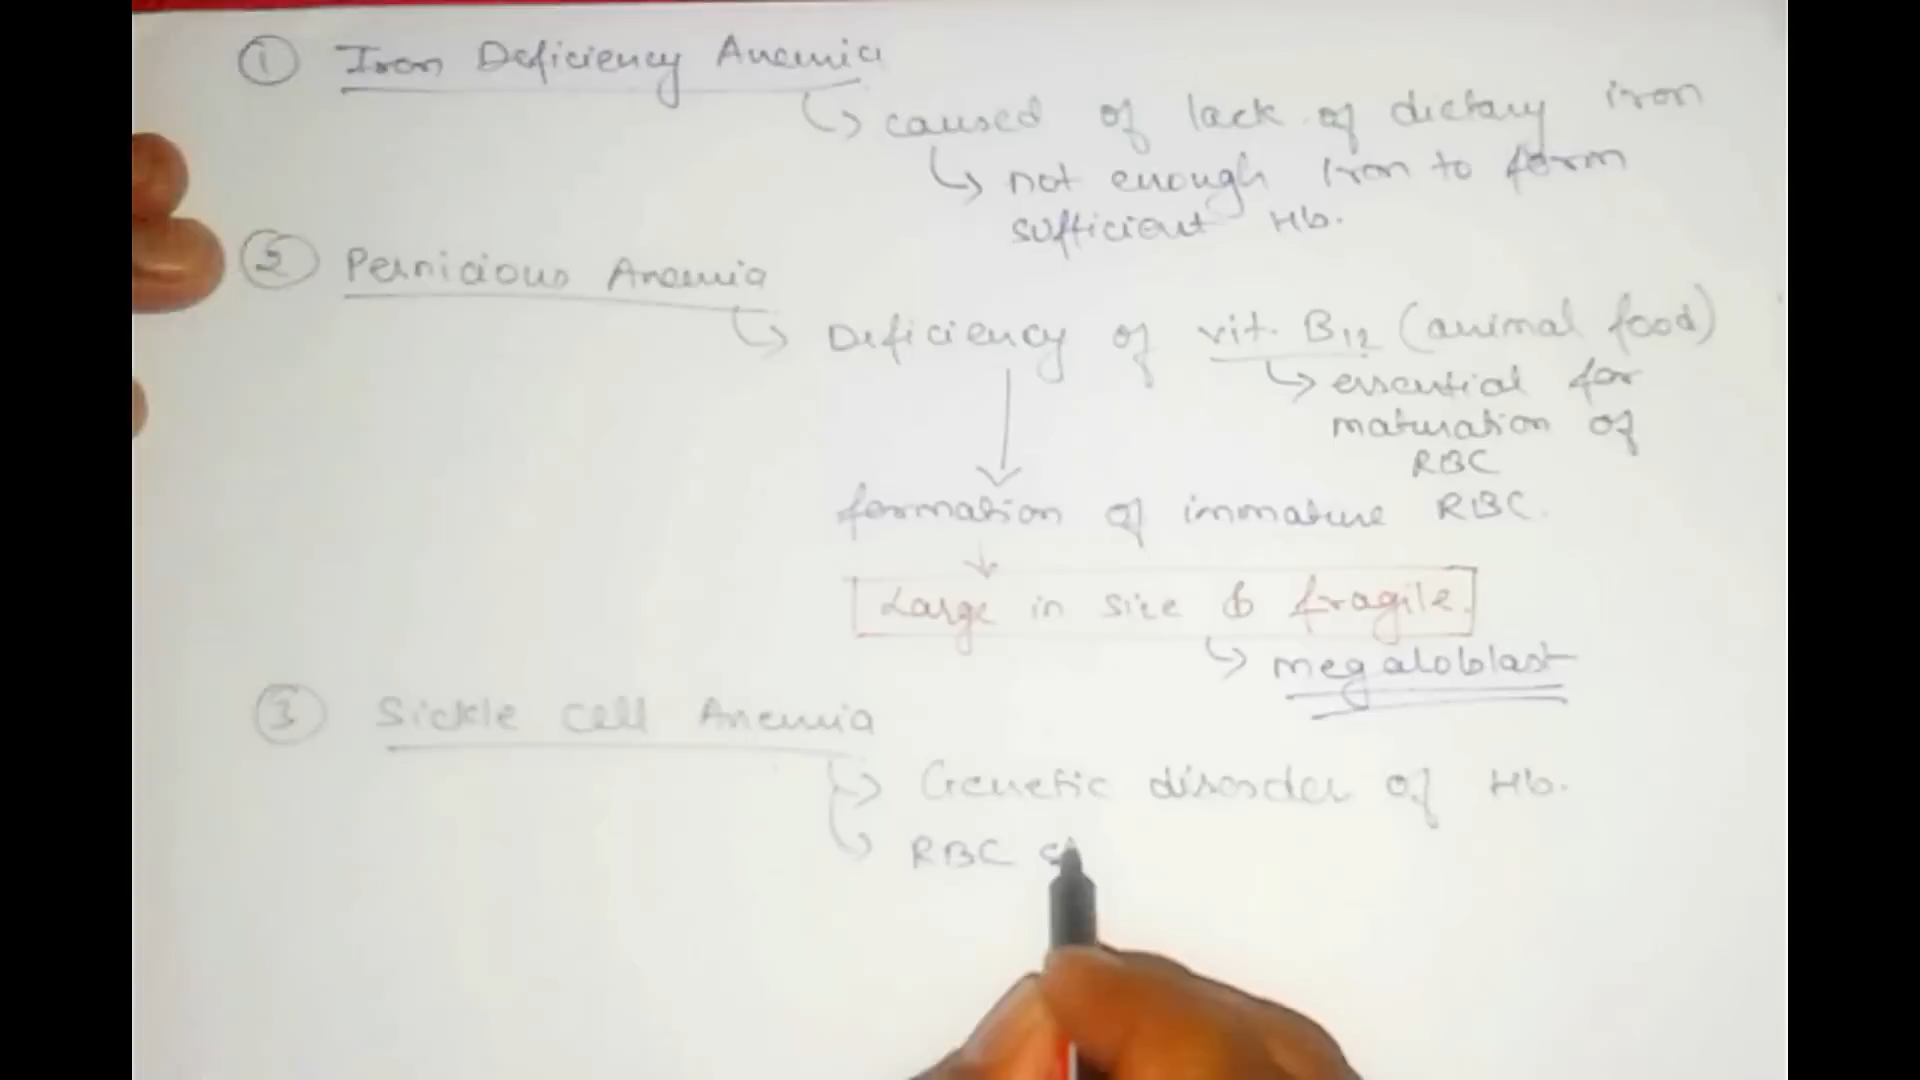 ① Iron Deficiency Anemia
↳ caused of lack of dietary iron
↳ not enough Iron to form
sufficient Hb.
② Pernicious Anemia
↳ Deficiency of vit. B12 (animal food)
↳ essential for
maturation of
RBC
formation of immature RBC.
Large in size & fragile.
↳ megaloblast
③ Sickle Cell Anemia
↳ Genetic disorder of Hb.
↳ RBC